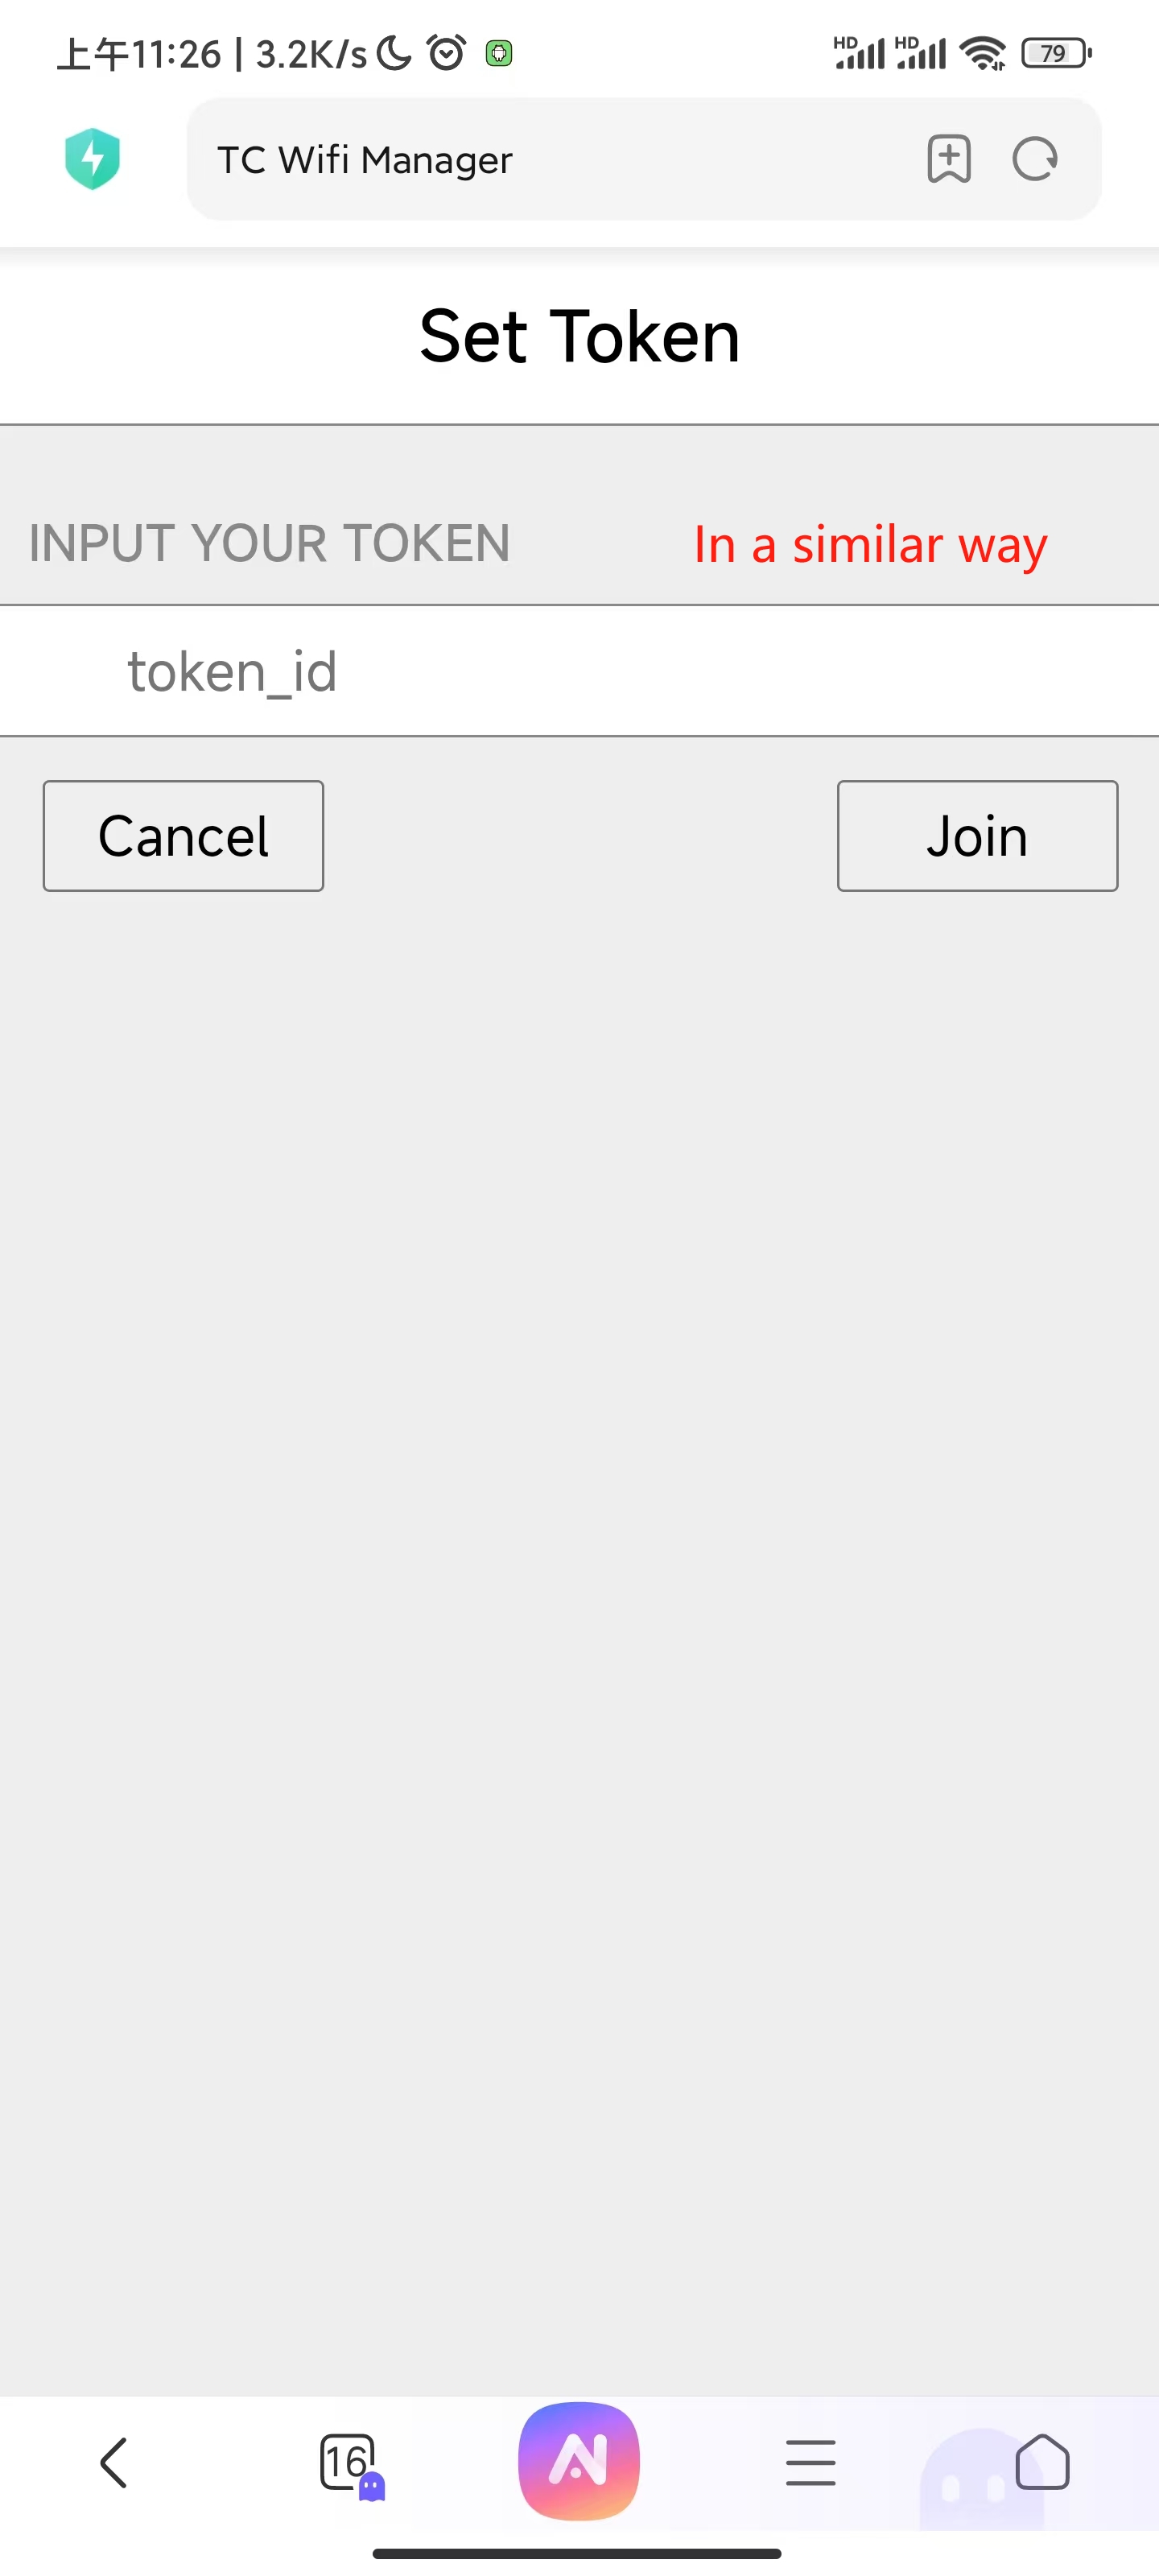 上午11:26 | 3.2K/s HD HD 79
TC Wifi Manager
Set Token
INPUT YOUR TOKEN In a similar way
token_id
Cancel Join
16